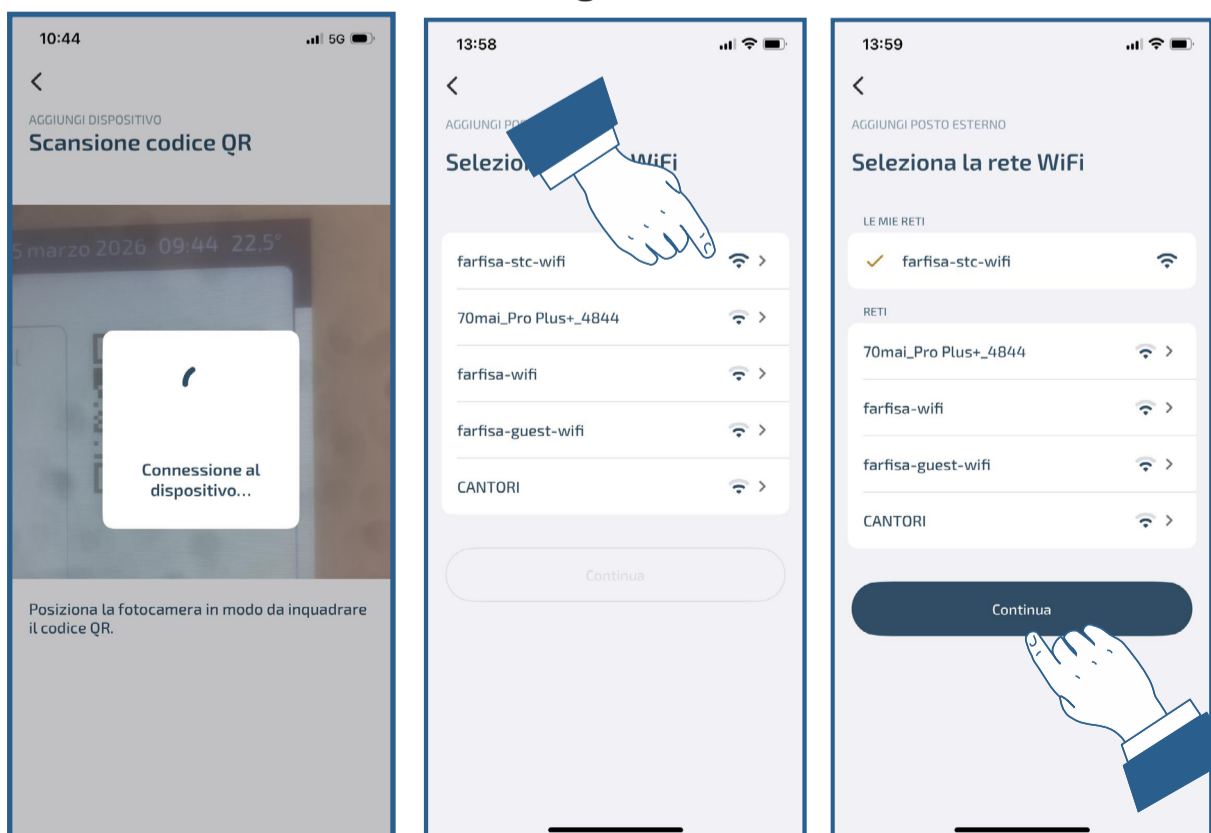 10:44
5G
AGGIUNGI DISPOSITIVO
Scansione codice QR
5 marzo 2026 09:44 22,5°
Connessione al
dispositivo...
Posiziona la fotocamera in modo da inquadrare
il codice QR.
13:58
AGGIUNGI
WiFi
farfisa-stc-wifi
70mai_Pro Plus+_4844
farfisa-wifi
farfisa-guest-wifi
CANTORI
Continua
13:59
AGGIUNGI POSTO ESTERNO
Seleziona la rete WiFi
LE MIE RETI
farfisa-stc-wifi
RETI
70mai_Pro Plus+_4844
farfisa-wifi
farfisa-guest-wifi
CANTORI
Continua